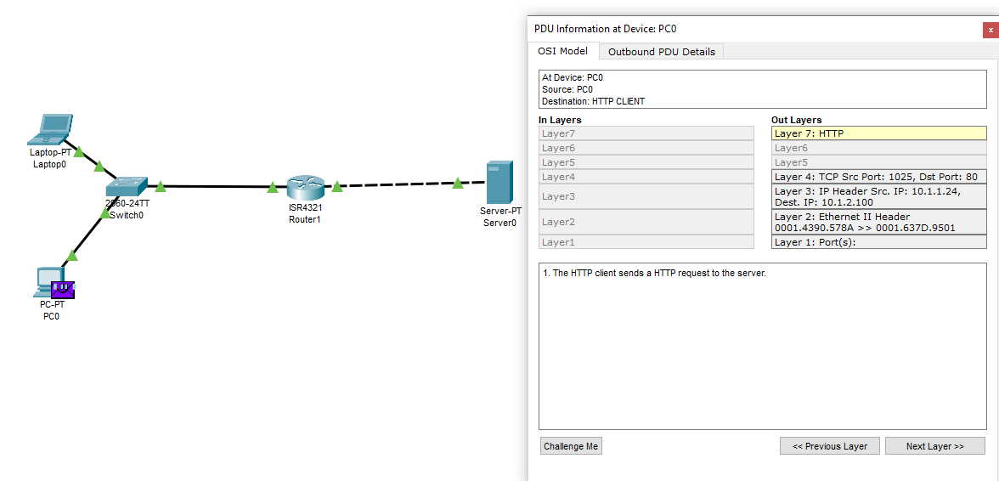 PDU Information at Device: PC0
x
OSI Model
Outbound PDU Details
At Device: PC0
Source: PC0
Destination: HTTP CLIENT
In Layers
Layer7
Layer6
Layer5
Layer4
Layer3
Layer2
Layer1
Out Layers
Layer 7: HTTP
Layer6
Layer5
Layer 4: TCP Src Port: 1025, Dst Port: 80
Layer 3: IP Header Src. IP: 10.1.1.24,
Dest. IP: 10.1.2.100
Layer 2: Ethernet II Header
0001.4390.578A >> 0001.637D.9501
Layer 1: Port(s):
1. The HTTP client sends a HTTP request to the server.
Challenge Me
<< Previous Layer
Next Layer >>
Laptop-PT
Laptop0
2960-24TT
Switch0
ISR4321
Router1
Server-PT
Server0
PC-PT
PC0